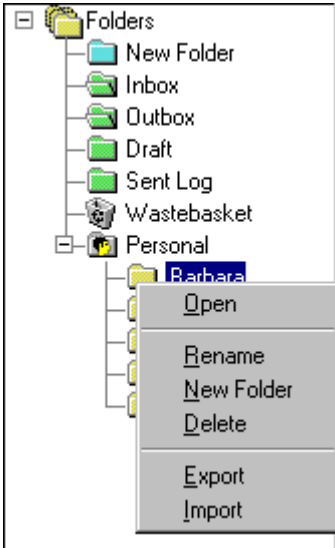 Folders
New Folder
Inbox
Outbox
Draft
Sent Log
Wastebasket
Personal
Barbara
Open
Rename
New Folder
Delete
Export
Import